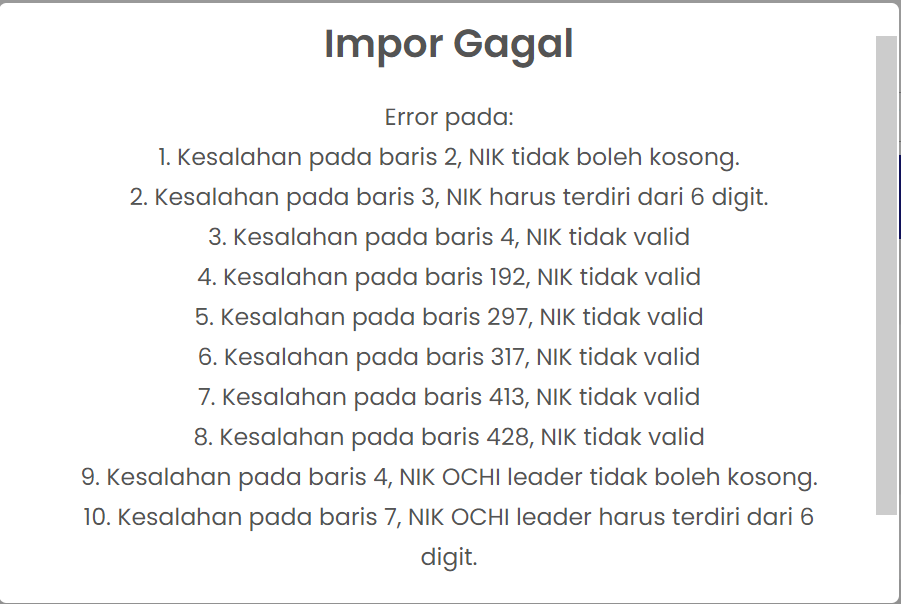 Impor Gagal
Error pada:
1. Kesalahan pada baris 2, NIK tidak boleh kosong.
2. Kesalahan pada baris 3, NIK harus terdiri dari 6 digit.
3. Kesalahan pada baris 4, NIK tidak valid
4. Kesalahan pada baris 192, NIK tidak valid
5. Kesalahan pada baris 297, NIK tidak valid
6. Kesalahan pada baris 317, NIK tidak valid
7. Kesalahan pada baris 413, NIK tidak valid
8. Kesalahan pada baris 428, NIK tidak valid
9. Kesalahan pada baris 4, NIK OCHI leader tidak boleh kosong.
10. Kesalahan pada baris 7, NIK OCHI leader harus terdiri dari 6
digit.